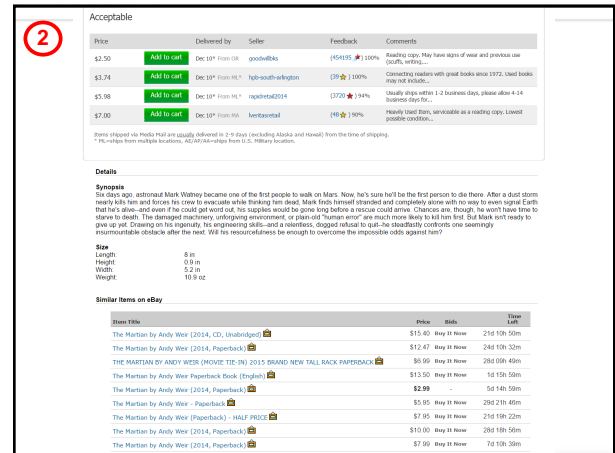 Acceptable
2
Price Delivered by Seller Feedback Comments
$2.50 Add to cart Dec 10* From OR goodwillbks (454195) 100% Reading copy. May have signs of wear and previous use (scuffs, writing,...
$3.74 Add to cart Dec 10* From ML* hpb-south-arlington (39) 100% Connecting readers with great books since 1972. Used books may not include,..
$5.98 Add to cart Dec 10* From ML* rapidretail2014 (3720) 94% Usually ships within 1-2 business days, please allow 4-14 business days for...
$7.00 Add to cart Dec 10* From MA lveritasretail (48) 90% Heavily Used Item, serviceable as a reading copy. Lowest possible condition...
Items shipped via Media Mail are usually delivered in 2-9 days (excluding Alaska and Hawaii) from the time of shipping.
* ML=ships from multiple locations, AE/AP/AA=ships from U.S. Military location.
Details
Synopsis
Six days ago, astronaut Mark Watney became one of the first people to walk on Mars. Now, he's sure he'll be the first person to die there. After a dust storm
nearly kills him and forces his crew to evacuate while thinking him dead, Mark finds himself stranded and completely alone with no way to even signal Earth
that he's alive--and even if he could get word out, his supplies would be gone long before a rescue could arrive. Chances are, though, he won't have time to
starve to death. The damaged machinery, unforgiving environment, or plain-old "human error" are much more likely to kill him first. But Mark isn't ready to
give up yet. Drawing on his ingenuity, his engineering skills--and a relentless, dogged refusal to quit--he steadfastly confronts one seemingly
insurmountable obstacle after the next. Will his resourcefulness be enough to overcome the impossible odds against him?
Size
Length: 8 in
Height: 0.9 in
Width: 5.2 in
Weight: 10.9 oz
Similar Items on eBay
Item Title Price Bids Time Left
The Martian by Andy Weir (2014, CD, Unabridged) $15.40 Buy It Now 21d 10h 50m
The Martian by Andy Weir (2014, Paperback) $12.47 Buy It Now 24d 10h 32m
THE MARTIAN BY ANDY WEIR (MOVIE TIE-IN) 2015 BRAND NEW TALL RACK PAPERBACK $6.99 Buy It Now 28d 09h 49m
The Martian by Andy Weir Paperback Book (English) $13.50 Buy It Now 1d 15h 59m
The Martian by Andy Weir (2014, Paperback) $2.99 - 5d 14h 59m
The Martian by Andy Weir - Paperback $5.95 Buy It Now 29d 21h 46m
The Martian by Andy Weir (Paperback) - HALF PRICE $7.95 Buy It Now 21d 19h 22m
The Martian by Andy Weir (2014, Paperback) $10.00 Buy It Now 28d 18h 56m
The Martian by Andy Weir (2014, Paperback) $7.99 Buy It Now 7d 10h 39m